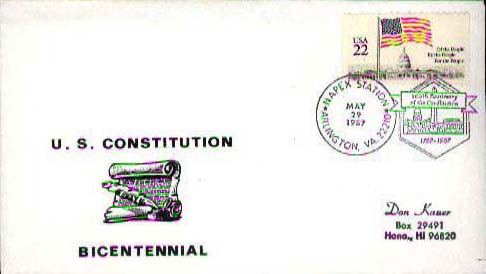 USA
22
Of the People
By the People
For the People
NAPEX STATION
MAY
29
1987
ARLINGTON, VA. 22210
200th Anniversary
of the Constitution
1787-1987
U. S. CONSTITUTION
BICENTENNIAL
Don Kauer
Box 29491
Hono., HI 96820